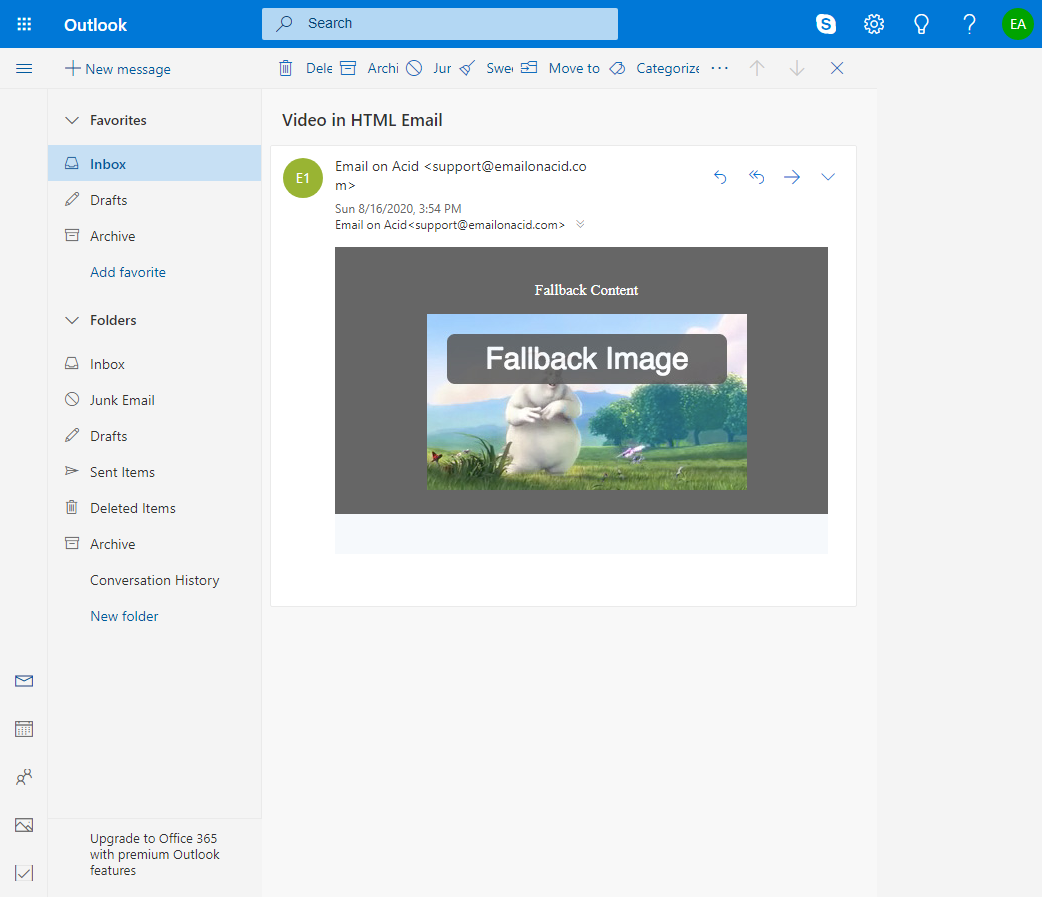 Outlook
Search
EA
New message
Dele
Archi
Jur
Swee
Move to
Categorize
Favorites
Inbox
Drafts
Archive
Add favorite
Folders
Inbox
Junk Email
Drafts
Sent Items
Deleted Items
Archive
Conversation History
New folder
Upgrade to Office 365
with premium Outlook
features
Video in HTML Email
E1
Email on Acid <support@emailonacid.co
m>
Sun 8/16/2020, 3:54 PM
Email on Acid<support@emailonacid.com>
Fallback Content
Fallback Image